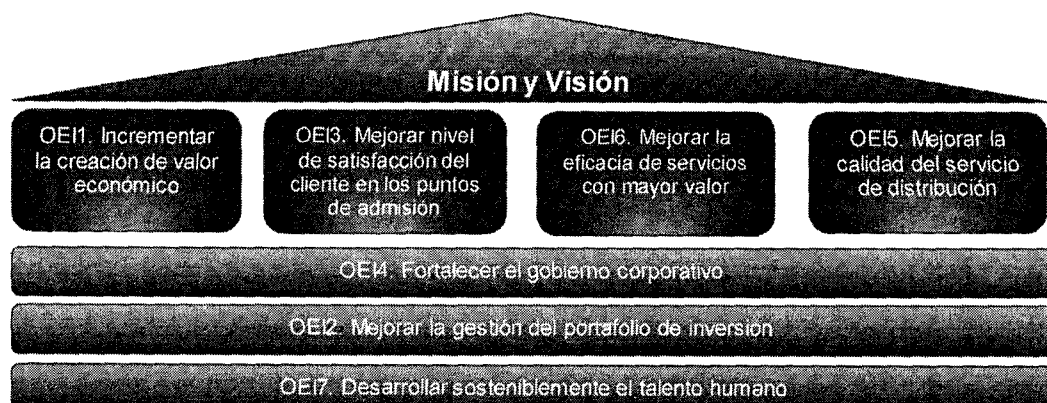 Misión y Visión
OEI1. Incrementar
la creación de valor
económico
OEI3. Mejorar nivel
de satisfacción del
cliente en los puntos
de admisión
OEI6. Mejorar la
eficacia de servicios
con mayor valor
OEI5. Mejorar la
calidad del servicio
de distribución
OEI4. Fortalecer el gobierno corporativo
OEI2. Mejorar la gestión del portafolio de inversión
OEI7. Desarrollar sosteniblemente el talento humano